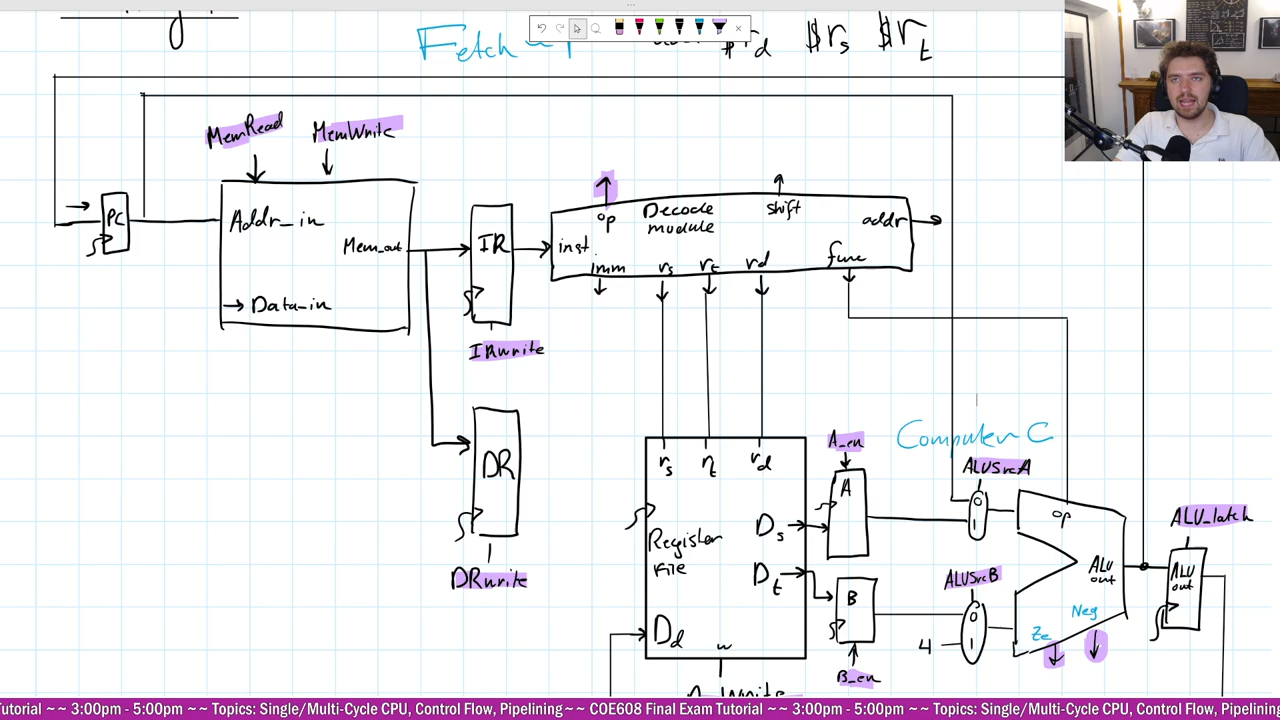 Fetch
$rd $rs $rt
MemRead
MemWrite
PC
Addr_in
Mem_out
Data_in
IR
IRwrite
op
Decode
module
shift
addr
inst
imm
rs
rt
rd
func
DR
DRwrite
rs
rt
rd
Register
File
Ds
Dt
Dd
w
A_en
A
B
B_en
Computer C
ALUSrcA
0
1
ALUSrcB
0
1
4
op
ALU
out
Neg
Ze
ALU_latch
ALU
out
Tutorial ~~ 3:00pm - 5:00pm ~~ Topics: Single/Multi-Cycle CPU, Control Flow, Pipelining ~~ COE608 Final Exam Tutorial ~~ 3:00pm - 5:00pm ~~ Topics: Single/Multi-Cycle CPU, Control Flow, Pipelining